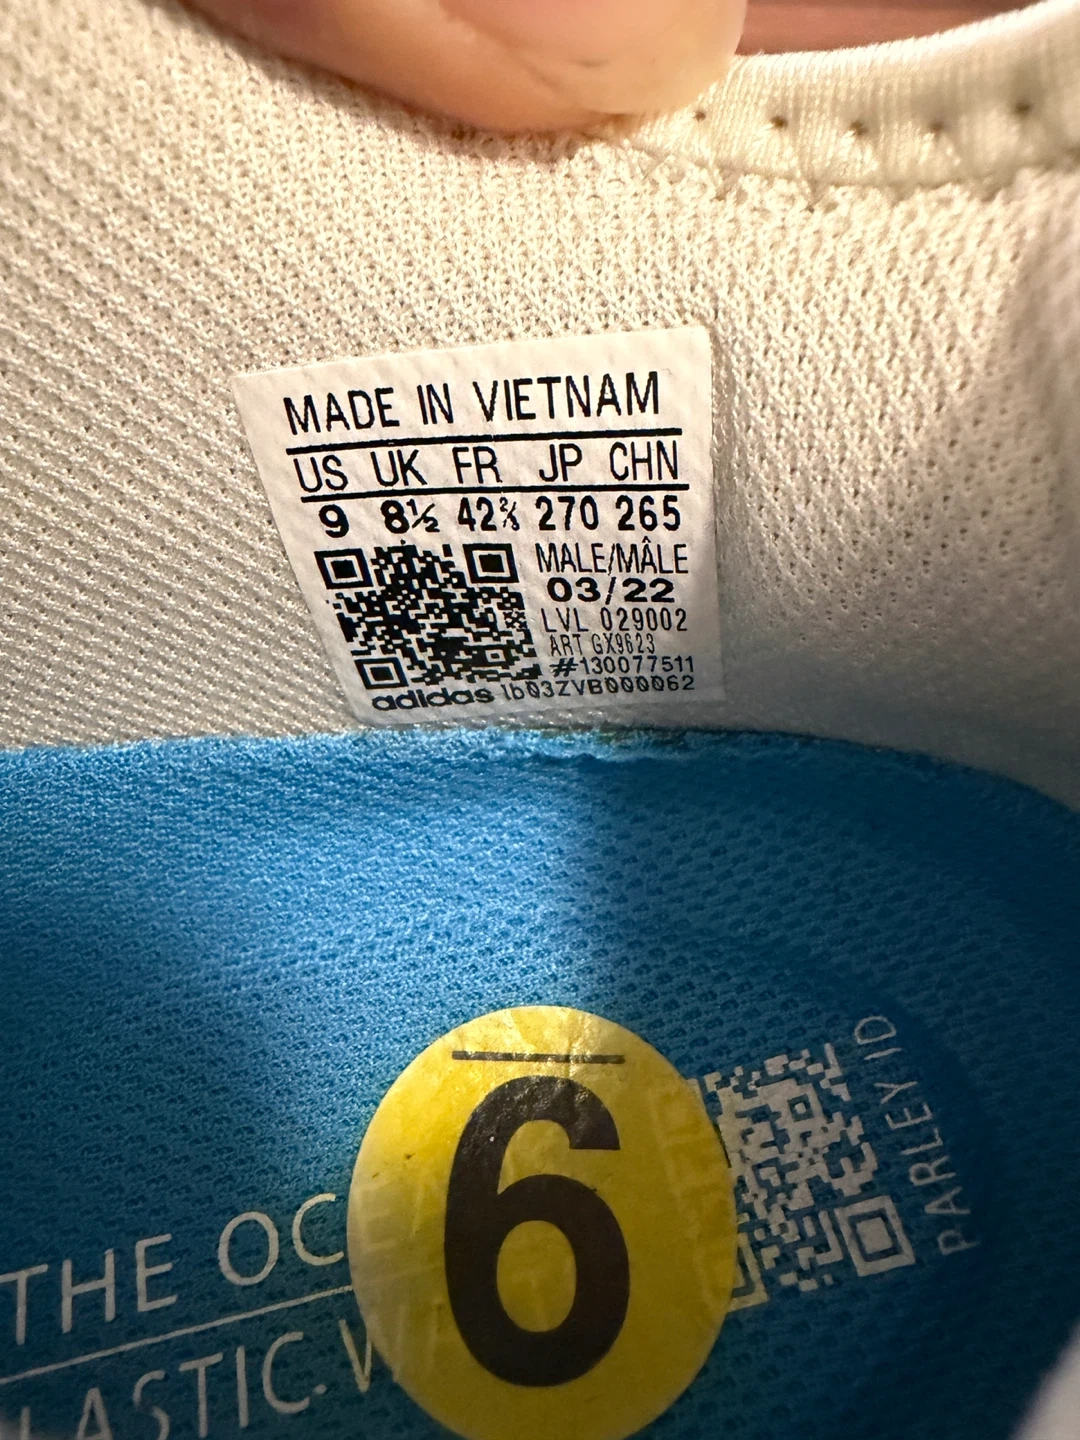 MADE IN VIETNAM
US UK FR JP CHN
9 8½ 42⅔ 270 265
MALE/MÂLE
03/22
LVL 029002
ART GX9623
#130077511
adidas 1b03ZVB000062
6
PARLEY ID
THE OCE
LASTIC. W